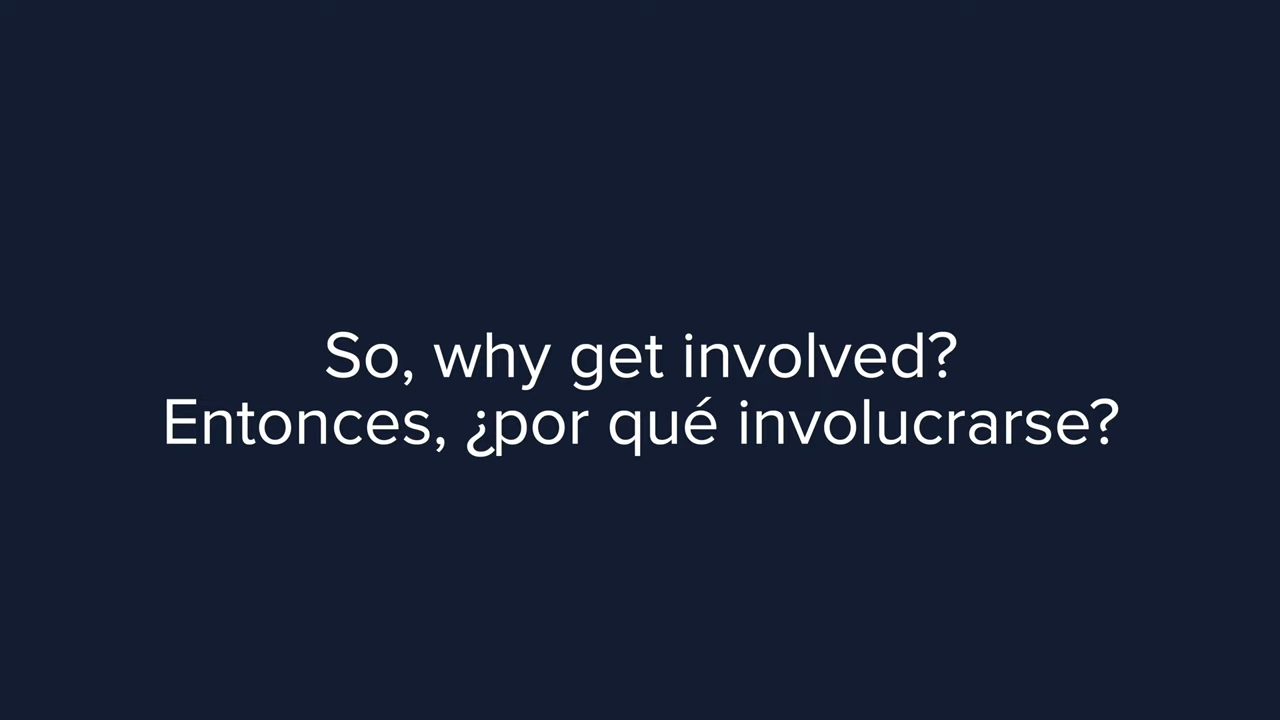 So, why get involved?
Entonces, ¿por qué involucrarse?